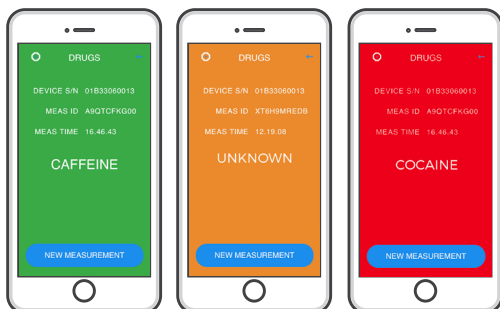 DRUGS
DEVICE S/N 01B33060013
MEAS ID A9QTCFKG00
MEAS TIME 16.46.43
CAFFEINE
NEW MEASUREMENT
DRUGS
DEVICE S/N 01B33060013
MEAS ID XT6H9MREDB
MEAS TIME 12.19.08
UNKNOWN
NEW MEASUREMENT
DRUGS
DEVICE S/N 01B33060013
MEAS ID A9QTCFKG00
MEAS TIME 16.46.43
COCAINE
NEW MEASUREMENT